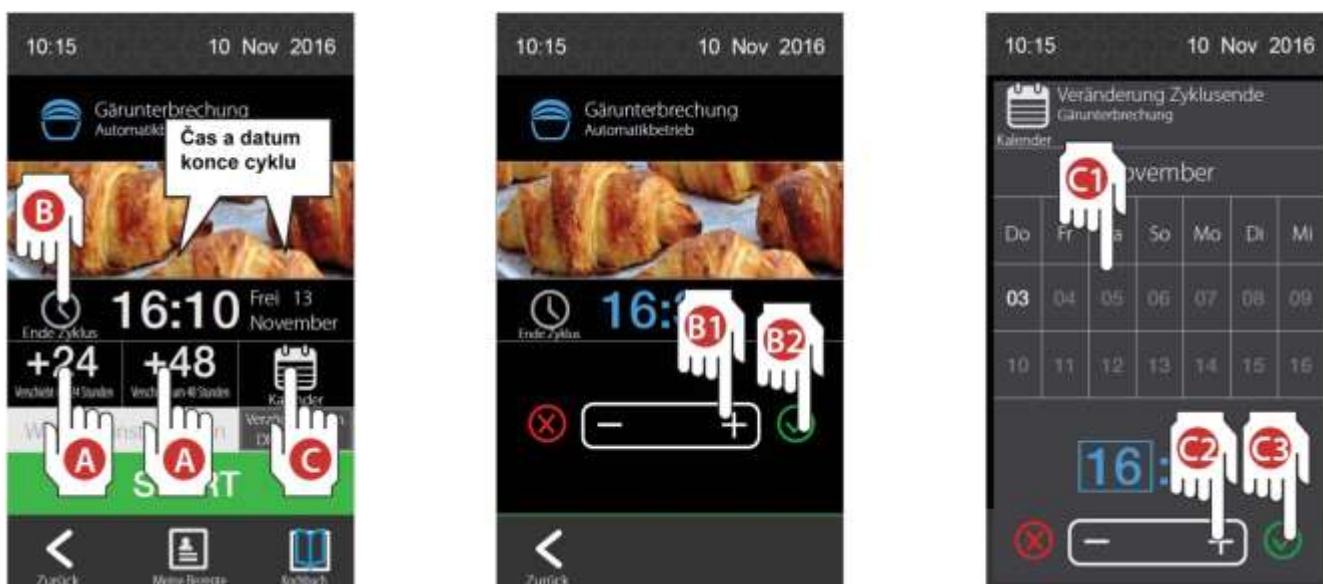 10:15 10 Nov 2016
Gärunterbrechung
Čas a datum
konce cyklu
B
16:10 Frei 13
November
Ende Zyklus
+24 +48
Kalender
A A C
START
Zurück Meine Rezepte Kochbuch
10:15 10 Nov 2016
Gärunterbrechung
Automatikbetrieb
16:
B1 B2
Ende Zyklus
− +
Zurück
10:15 10 Nov 2016
Veränderung Zyklusende
Gärunterbrechung
Kalender
C1 ovember
Do Fr a So Mo Di Mi
03 04 05 06 07 08 09
10 11 12 13 14 15 16
16: C2 C3
− +